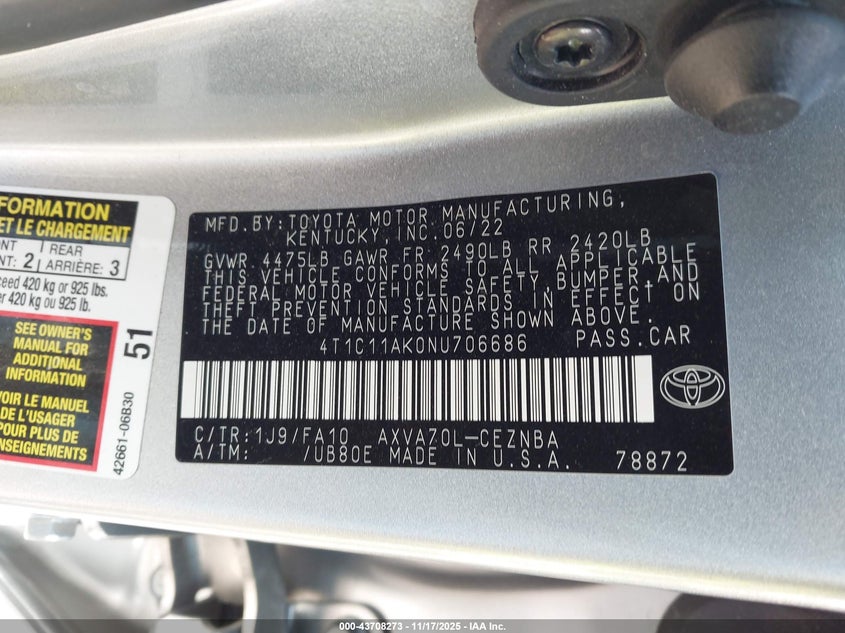 FORMATION
ET LE CHARGEMENT
ONT : 2 | REAR
ANT: 2 | ARRIÈRE: 3
ceed 420 kg or 925 lbs.
er 420 kg ou 925 lb.
SEE OWNER'S
MANUAL FOR
ADDITIONAL
INFORMATION
VOIR LE MANUEL
DE L'USAGER
POUR PLUS DE
51
42661-06B30
MFD. BY: TOYOTA MOTOR MANUFACTURING,
KENTUCKY, INC. 06/22
GVWR 4475LB GAWR FR 2490LB RR 2420LB
THIS VEHICLE CONFORMS TO ALL APPLICABLE
FEDERAL MOTOR VEHICLE SAFETY, BUMPER, AND
THEFT PREVENTION STANDARDS IN EFFECT ON
THE DATE OF MANUFACTURE SHOWN ABOVE.
4T1C11AK0NU706686 PASS. CAR
C/TR: 1J9/FA10 AXVA70L-CEZNBA
A/TM: /UB80E MADE IN U.S.A. 78872
000-43708273 - 11/17/2025 - IAA Inc.